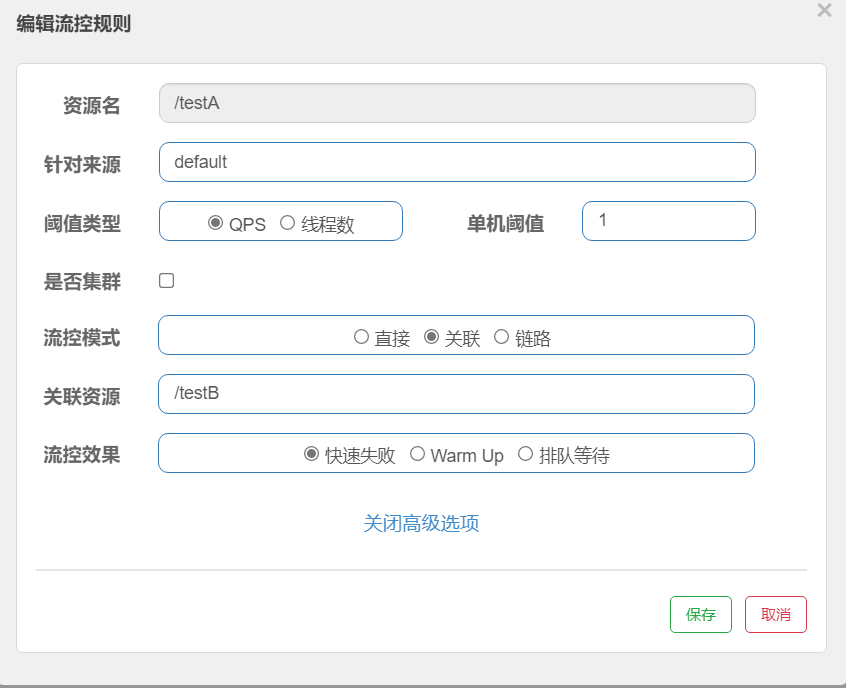 编辑流控规则
×
资源名 /testA
针对来源 default
阈值类型 QPS 线程数 单机阈值 1
是否集群
流控模式 直接 关联 链路
关联资源 /testB
流控效果 快速失败 Warm Up 排队等待
关闭高级选项
保存 取消